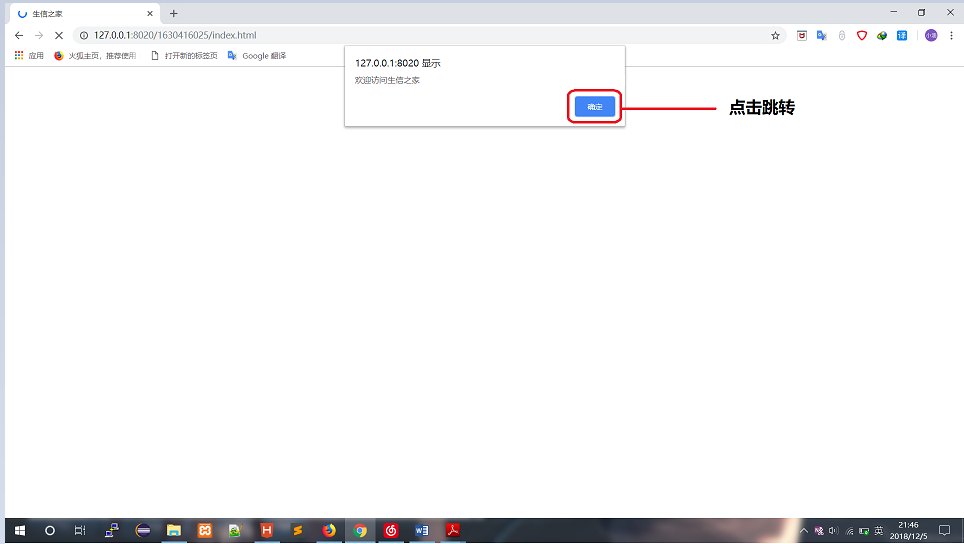 生信之家
127.0.0.1:8020/1630416025/index.html
应用
火狐主页，推荐使用
打开新的标签页
Google 翻译
127.0.0.1:8020 显示
欢迎访问生信之家
确定
点击跳转
英
21:46
2018/12/5